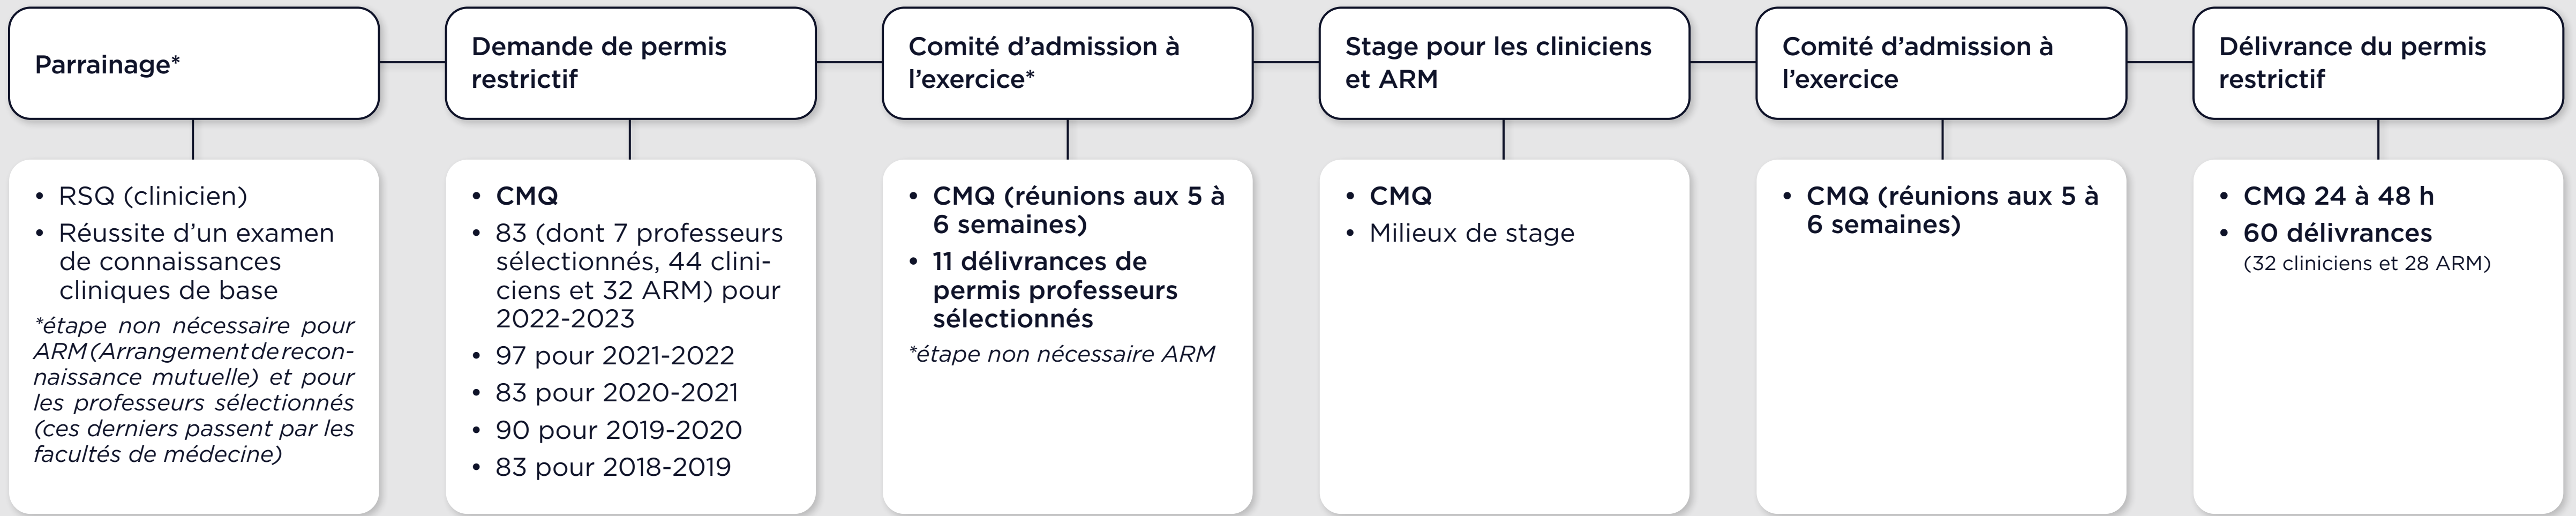 Parrainage*
Demande de permis
restrictif
Comité d’admission à
l’exercice*
Stage pour les cliniciens
et ARM
Comité d’admission à
l’exercice
Délivrance du permis
restrictif
• RSQ (clinicien)
• Réussite d’un examen
de connaissances
cliniques de base
*étape non nécessaire pour
ARM (Arrangement de recon-
naissance mutuelle) et pour
les professeurs sélectionnés
(ces derniers passent par les
facultés de médecine)
• CMQ
• 83 (dont 7 professeurs
sélectionnés, 44 clini-
ciens et 32 ARM) pour
2022-2023
• 97 pour 2021-2022
• 83 pour 2020-2021
• 90 pour 2019-2020
• 83 pour 2018-2019
• CMQ (réunions aux 5 à
6 semaines)
• 11 délivrances de
permis professeurs
sélectionnés
*étape non nécessaire ARM
• CMQ
• Milieux de stage
• CMQ (réunions aux 5 à
6 semaines)
• CMQ 24 à 48 h
• 60 délivrances
(32 cliniciens et 28 ARM)